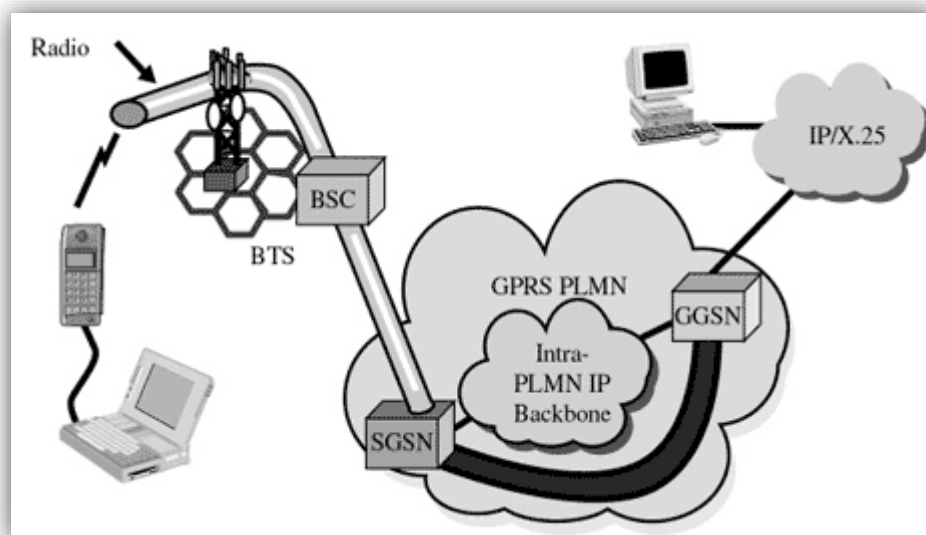 Radio
IP/X.25
BSC
BTS
GPRS PLMN
GGSN
Intra-
PLMN IP
Backbone
SGSN